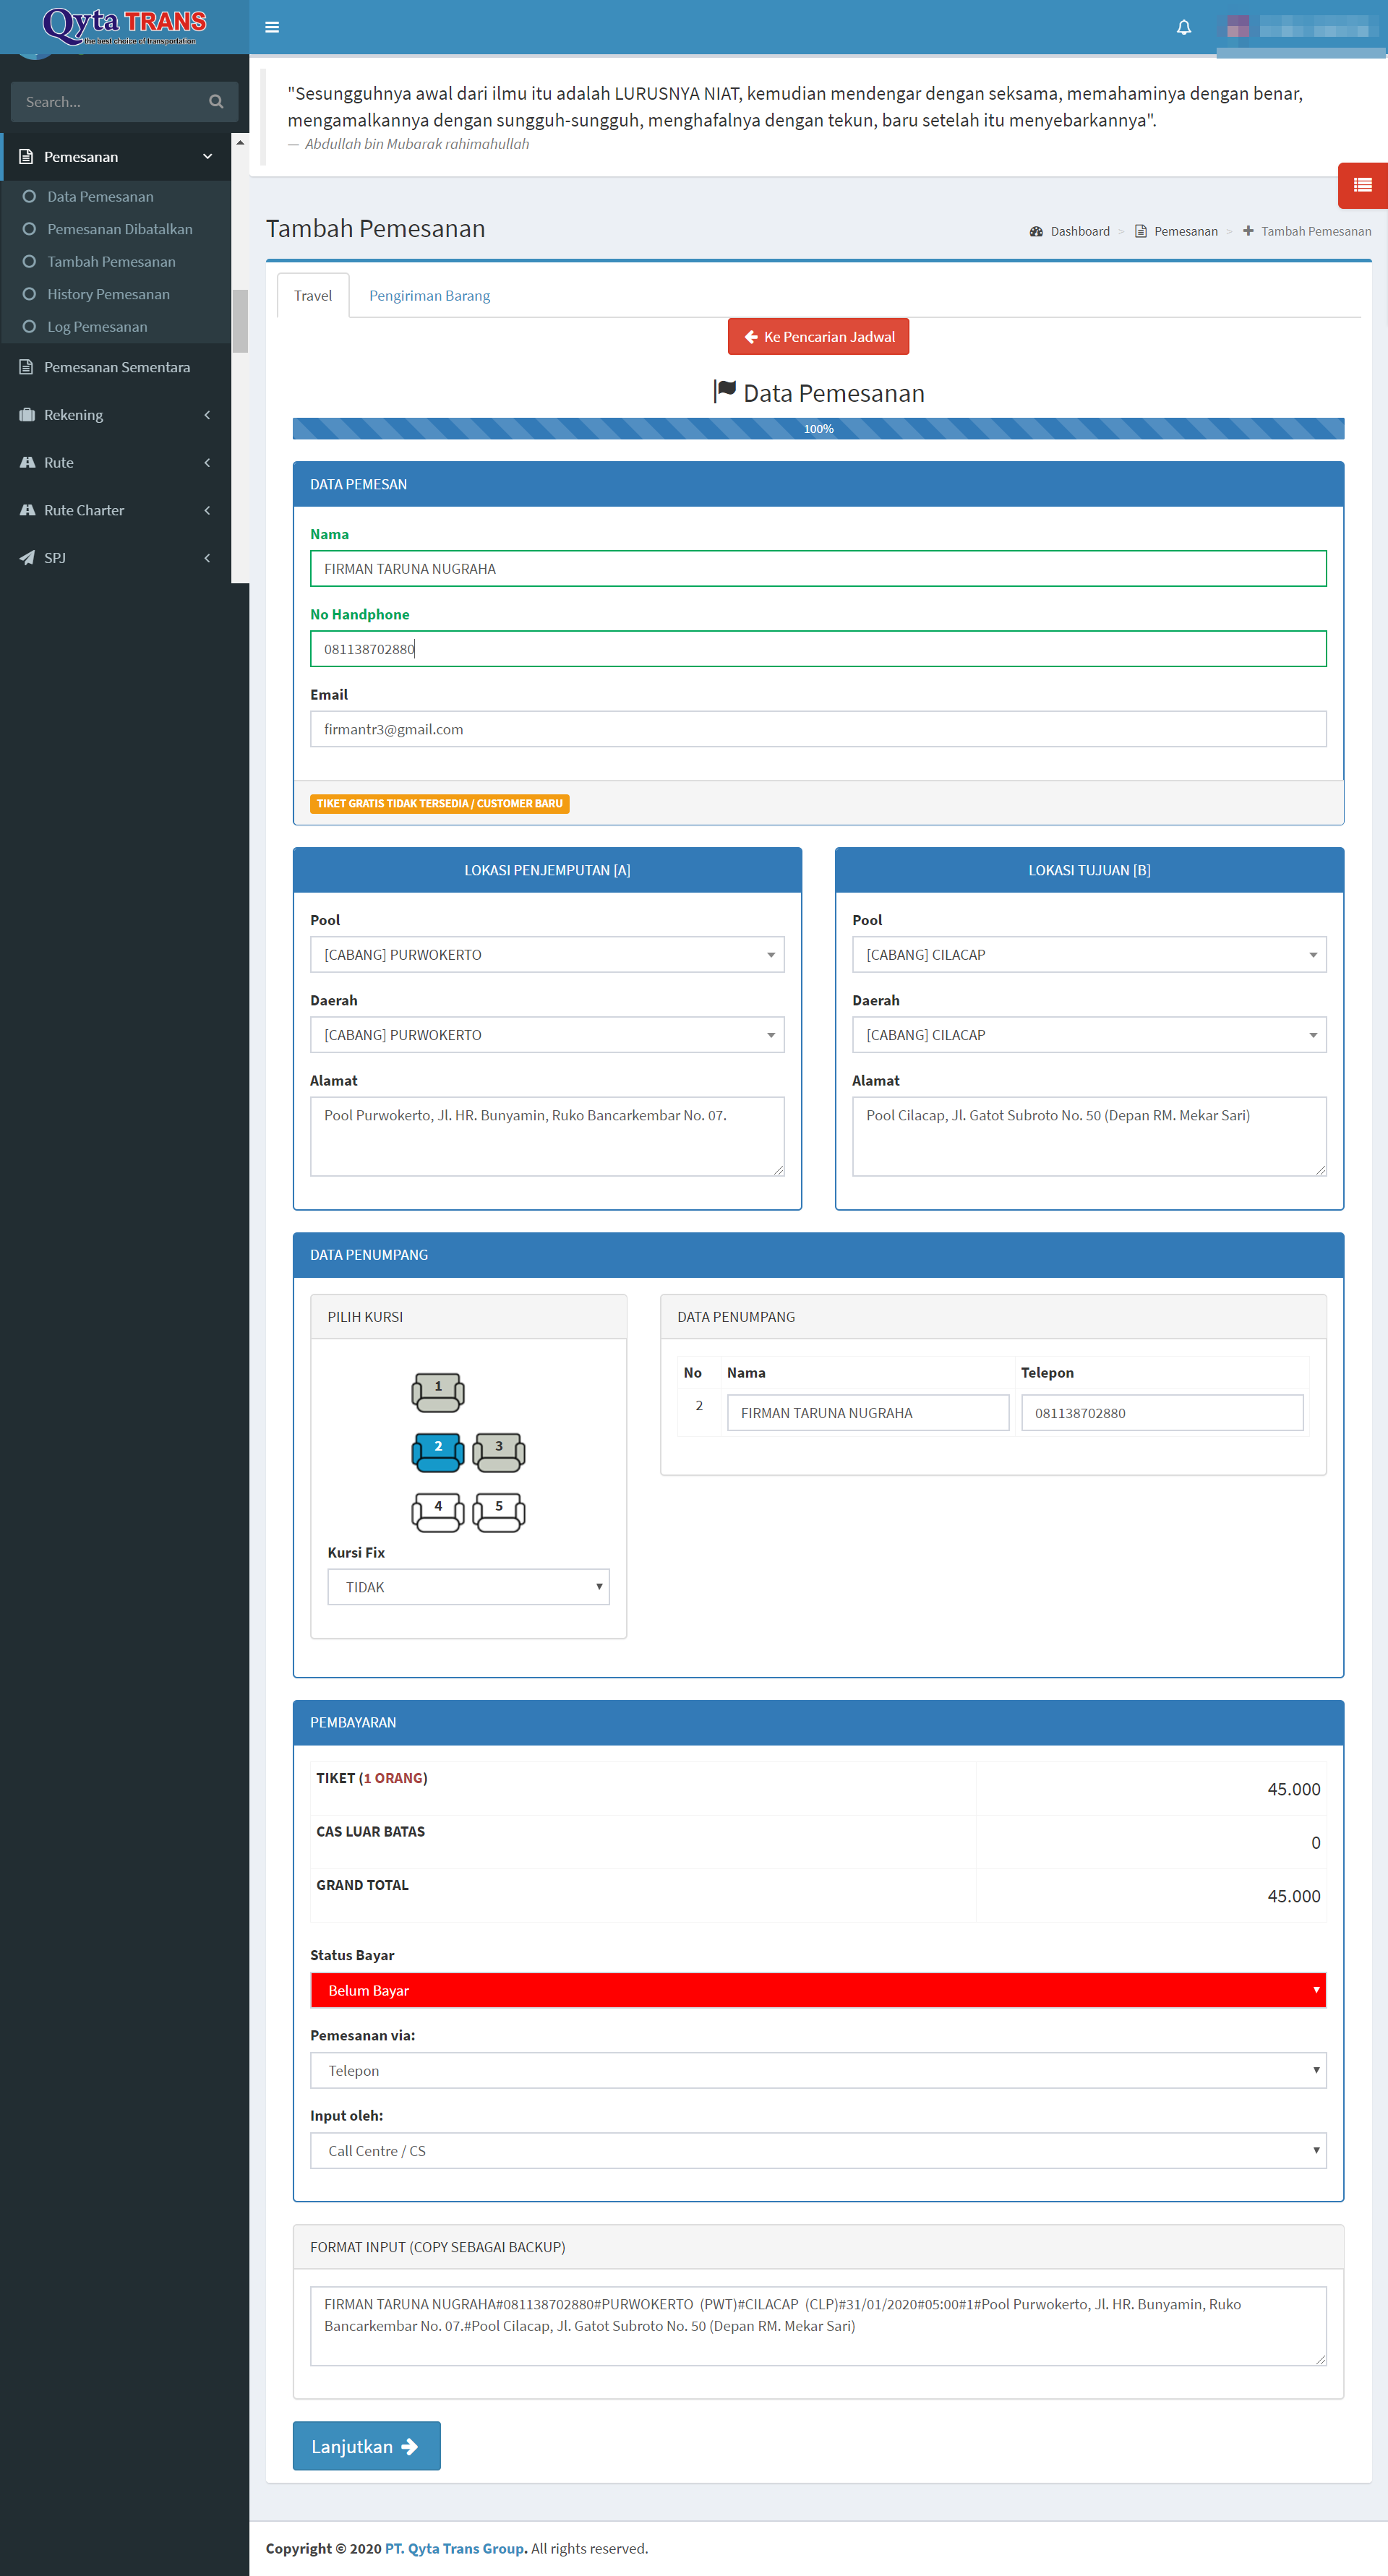 Qyta TRANS
the best choice of transportation
Search...
Pemesanan
Data Pemesanan
Pemesanan Dibatalkan
Tambah Pemesanan
History Pemesanan
Log Pemesanan
Pemesanan Sementara
Rekening
Rute
Rute Charter
SPJ
"Sesungguhnya awal dari ilmu itu adalah LURUSNYA NIAT, kemudian mendengar dengan seksama, memahaminya dengan benar,
mengamalkannya dengan sungguh-sungguh, menghafalnya dengan tekun, baru setelah itu menyebarkannya".
— Abdullah bin Mubarak rahimahullah
Tambah Pemesanan
Dashboard > Pemesanan > Tambah Pemesanan
Travel
Pengiriman Barang
Ke Pencarian Jadwal
Data Pemesanan
100%
DATA PEMESAN
Nama
FIRMAN TARUNA NUGRAHA
No Handphone
081138702880
Email
firmantr3@gmail.com
TIKET GRATIS TIDAK TERSEDIA / CUSTOMER BARU
LOKASI PENJEMPUTAN [A]
Pool
[CABANG] PURWOKERTO
Daerah
[CABANG] PURWOKERTO
Alamat
Pool Purwokerto, Jl. HR. Bunyamin, Ruko Bancarkembar No. 07.
LOKASI TUJUAN [B]
Pool
[CABANG] CILACAP
Daerah
[CABANG] CILACAP
Alamat
Pool Cilacap, Jl. Gatot Subroto No. 50 (Depan RM. Mekar Sari)
DATA PENUMPANG
PILIH KURSI
1
2 3
4 5
Kursi Fix
TIDAK
DATA PENUMPANG
No Nama Telepon
2 FIRMAN TARUNA NUGRAHA 081138702880
PEMBAYARAN
TIKET (1 ORANG) 45.000
CAS LUAR BATAS 0
GRAND TOTAL 45.000
Status Bayar
Belum Bayar
Pemesanan via:
Telepon
Input oleh:
Call Centre / CS
FORMAT INPUT (COPY SEBAGAI BACKUP)
FIRMAN TARUNA NUGRAHA#081138702880#PURWOKERTO (PWT)#CILACAP (CLP)#31/01/2020#05:00#1#Pool Purwokerto, Jl. HR. Bunyamin, Ruko
Bancarkembar No. 07.#Pool Cilacap, Jl. Gatot Subroto No. 50 (Depan RM. Mekar Sari)
Lanjutkan
Copyright © 2020 PT. Qyta Trans Group. All rights reserved.